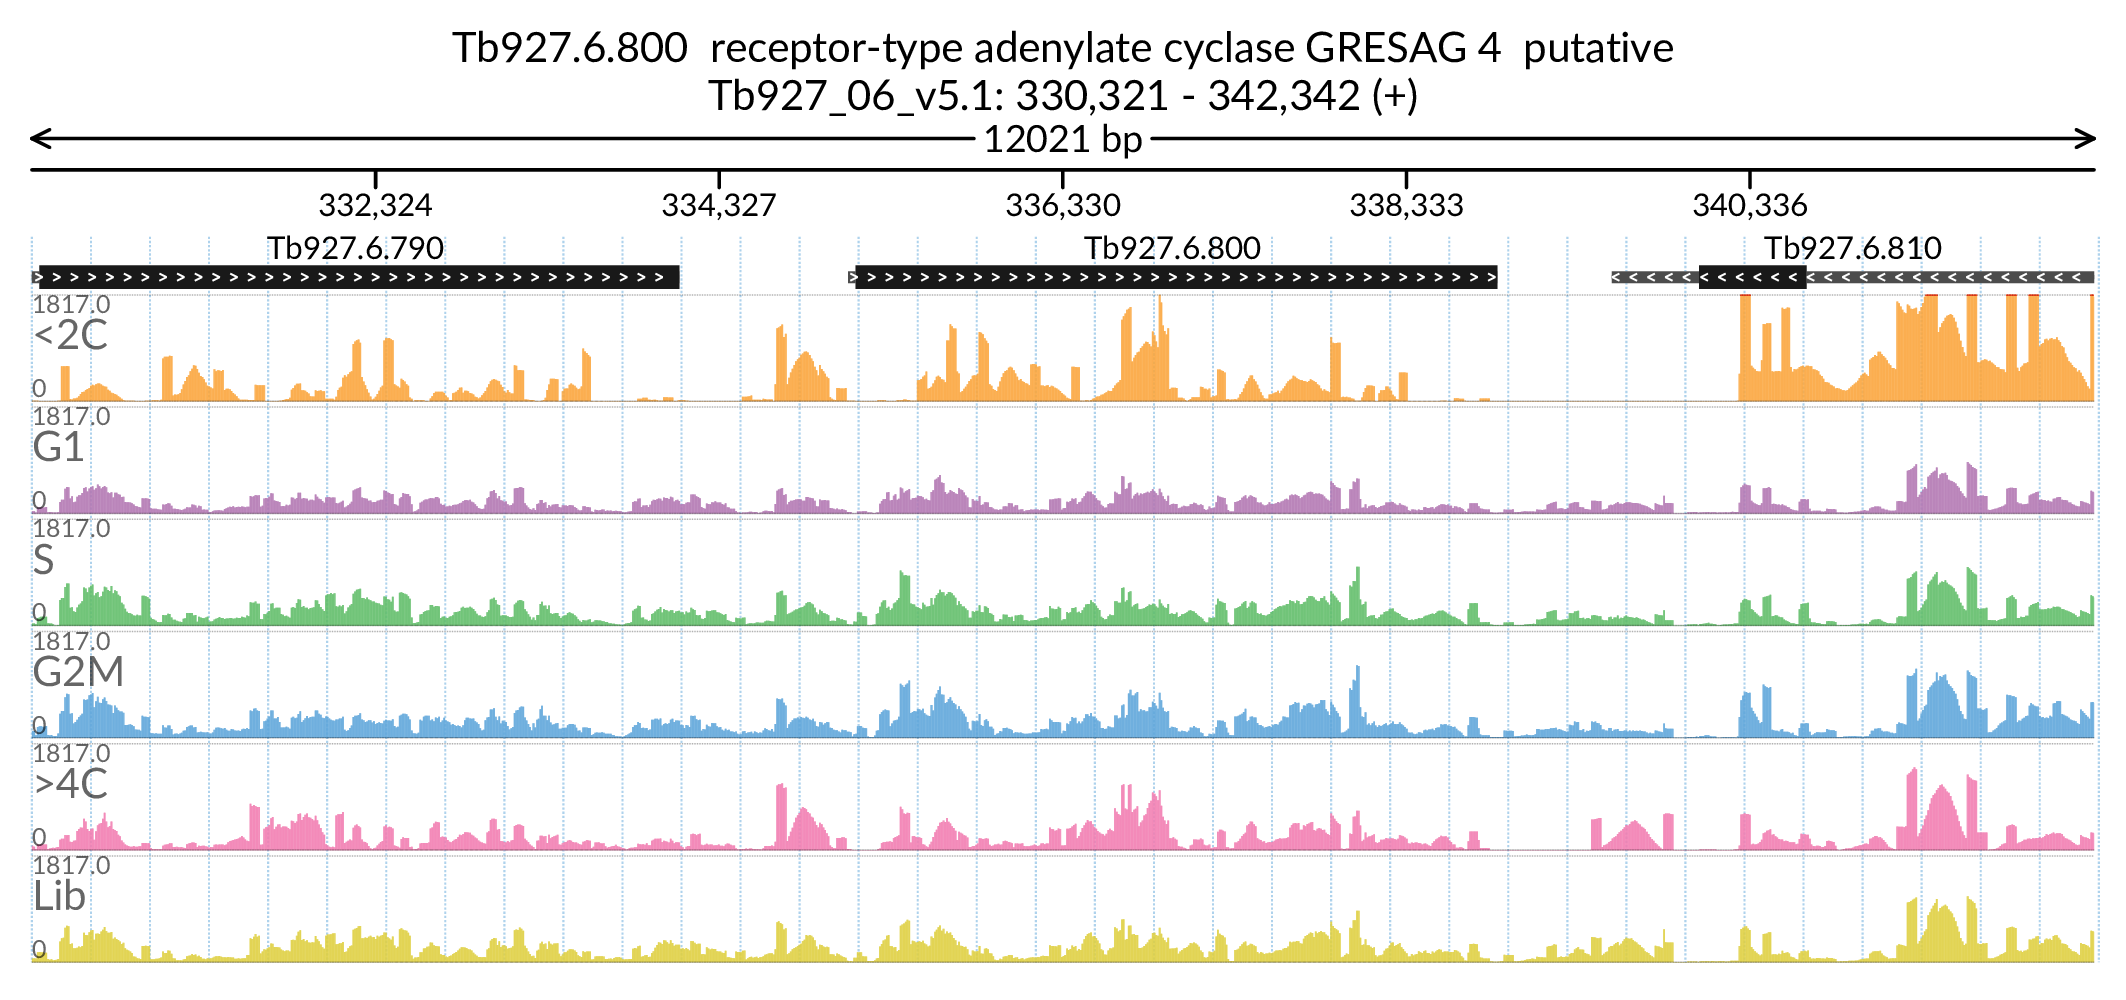 Tb927.6.800  receptor-type adenylate cyclase GRESAG 4  putative
Tb927_06_v5.1: 330,321 - 342,342 (+)
12021 bp
332,324 334,327 336,330 338,333 340,336
Tb927.6.790 Tb927.6.800 Tb927.6.810
1817.0
<2C
0
1817.0
G1
0
1817.0
S
0
1817.0
G2M
0
1817.0
>4C
0
1817.0
Lib
0